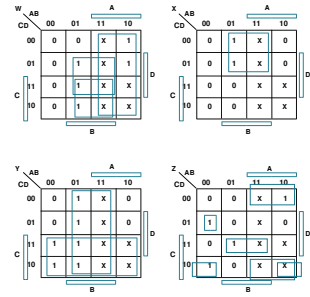 W AB A
CD 00 01 11 10
00 0 0 X 1
01 0 1 X 1
D
C 11 0 1 X X
10 0 1 X X
B
X AB A
CD 00 01 11 10
00 0 1 X 0
01 0 1 X 0
D
C 11 0 0 X X
10 0 0 X X
B
Y AB A
CD 00 01 11 10
00 0 1 X 0
01 0 1 X 0
D
C 11 1 1 X X
10 1 1 X X
B
Z AB A
CD 00 01 11 10
00 0 0 X 1
01 1 0 X 0
D
C 11 0 1 X X
10 1 0 X X
B